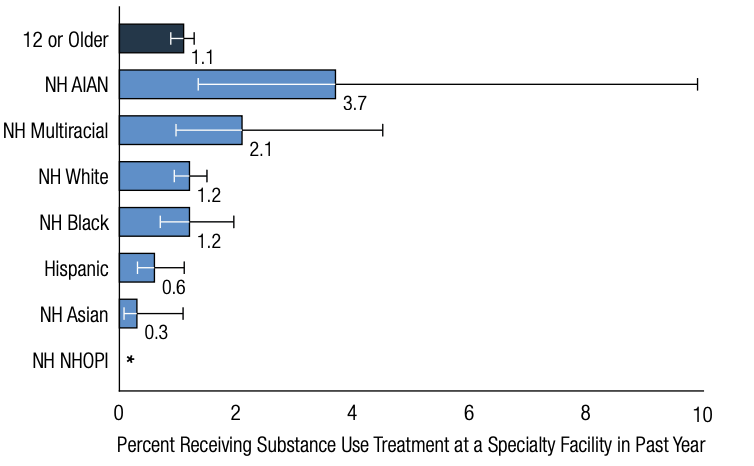 12 or Older
1.1
NH AIAN
3.7
NH Multiracial
2.1
NH White
1.2
NH Black
1.2
Hispanic
0.6
NH Asian
0.3
NH NHOPI *
0 2 4 6 8 10
Percent Receiving Substance Use Treatment at a Specialty Facility in Past Year